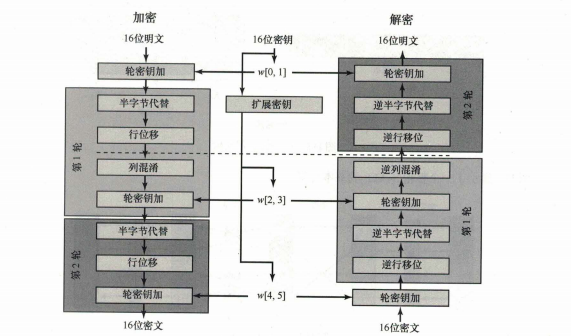 加密
解密
16位明文
16位密钥
16位明文
轮密钥加
w[0, 1]
轮密钥加
半字节代替
扩展密钥
逆半字节代替
第2轮
行位移
逆行移位
第1轮
列混淆
逆列混淆
轮密钥加
w[2, 3]
轮密钥加
第1轮
半字节代替
逆半字节代替
第2轮
行位移
逆行移位
轮密钥加
w[4, 5]
轮密钥加
16位密文
16位密文